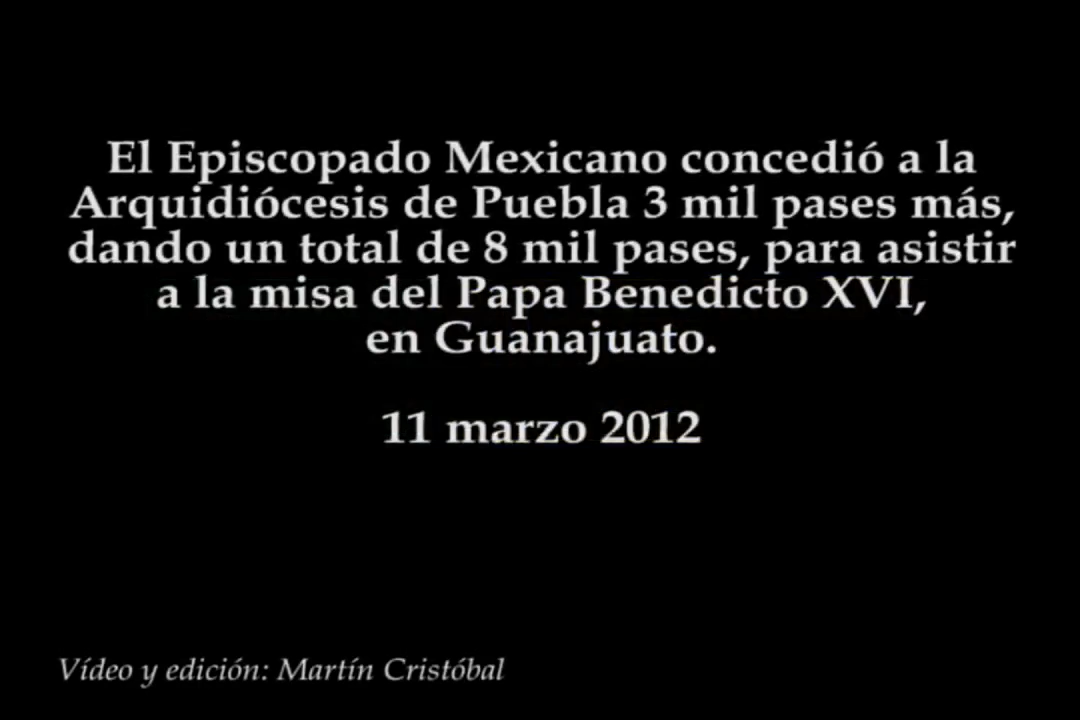 El Episcopado Mexicano concedió a la
Arquidiócesis de Puebla 3 mil pases más,
dando un total de 8 mil pases, para asistir
a la misa del Papa Benedicto XVI,
en Guanajuato.
11 marzo 2012
Vídeo y edición: Martín Cristóbal